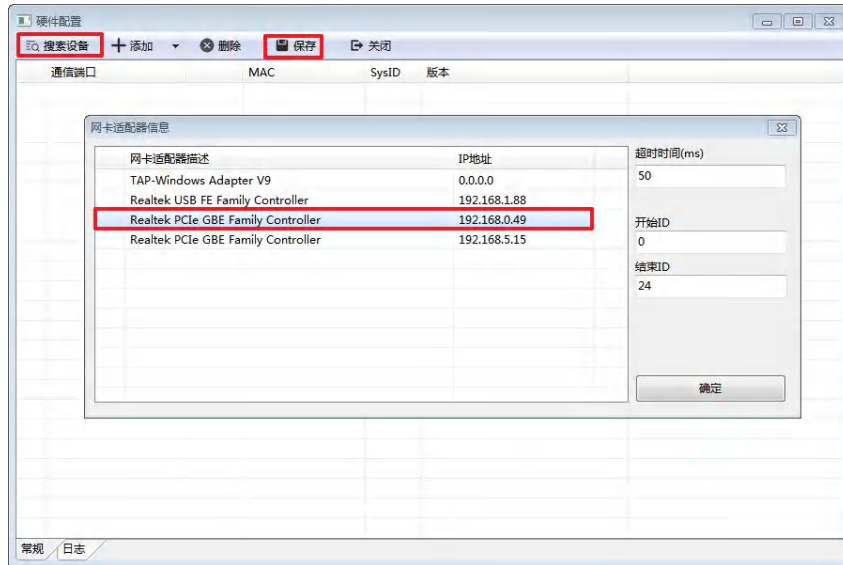 硬件配置
搜索设备 添加 删除 保存 关闭
通信端口 MAC SysID 版本
网卡适配器信息
网卡适配器描述 IP地址 超时时间(ms)
TAP-Windows Adapter V9 0.0.0.0 50
Realtek USB FE Family Controller 192.168.1.88
Realtek PCIe GBE Family Controller 192.168.0.49 开始ID
Realtek PCIe GBE Family Controller 192.168.5.15 0
结束ID
24
确定
常规 日志